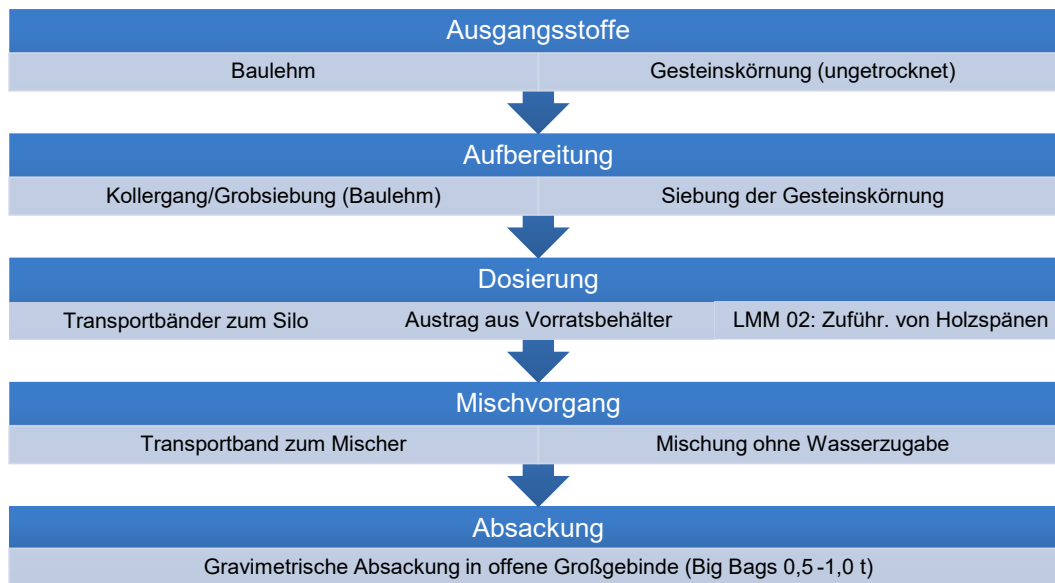 Ausgangsstoffe
Baulehm
Gesteinskörnung (ungetrocknet)
Aufbereitung
Kollergang/Grobsiebung (Baulehm)
Siebung der Gesteinskörnung
Dosierung
Transportbänder zum Silo
Austrag aus Vorratsbehälter
LMM 02: Zuführ. von Holzspänen
Mischvorgang
Transportband zum Mischer
Mischung ohne Wasserzugabe
Absackung
Gravimetrische Absackung in offene Großgebinde (Big Bags 0,5 -1,0 t)